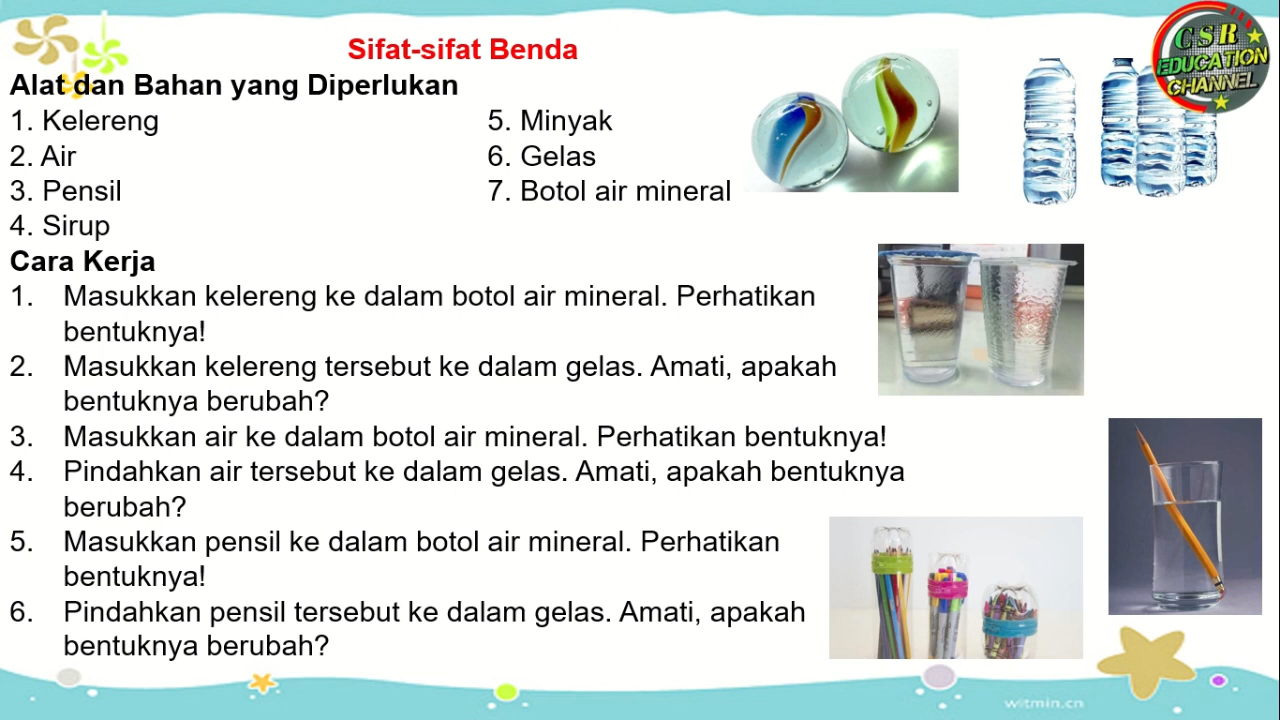 Sifat-sifat Benda
Alat dan Bahan yang Diperlukan
1. Kelereng
2. Air
3. Pensil
4. Sirup
5. Minyak
6. Gelas
7. Botol air mineral
Cara Kerja
1. Masukkan kelereng ke dalam botol air mineral. Perhatikan
bentuknya!
2. Masukkan kelereng tersebut ke dalam gelas. Amati, apakah
bentuknya berubah?
3. Masukkan air ke dalam botol air mineral. Perhatikan bentuknya!
4. Pindahkan air tersebut ke dalam gelas. Amati, apakah bentuknya
berubah?
5. Masukkan pensil ke dalam botol air mineral. Perhatikan
bentuknya!
6. Pindahkan pensil tersebut ke dalam gelas. Amati, apakah
bentuknya berubah?
CSR
EDUCATION
CHANNEL
witmin.cn